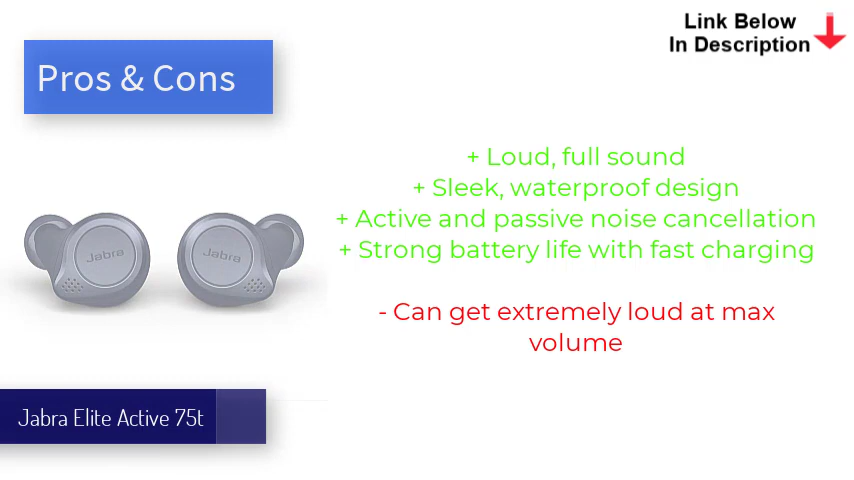 Link Below
In Description
Pros & Cons
+ Loud, full sound
+ Sleek, waterproof design
+ Active and passive noise cancellation
+ Strong battery life with fast charging
- Can get extremely loud at max
volume
Jabra
Jabra
Jabra Elite Active 75t